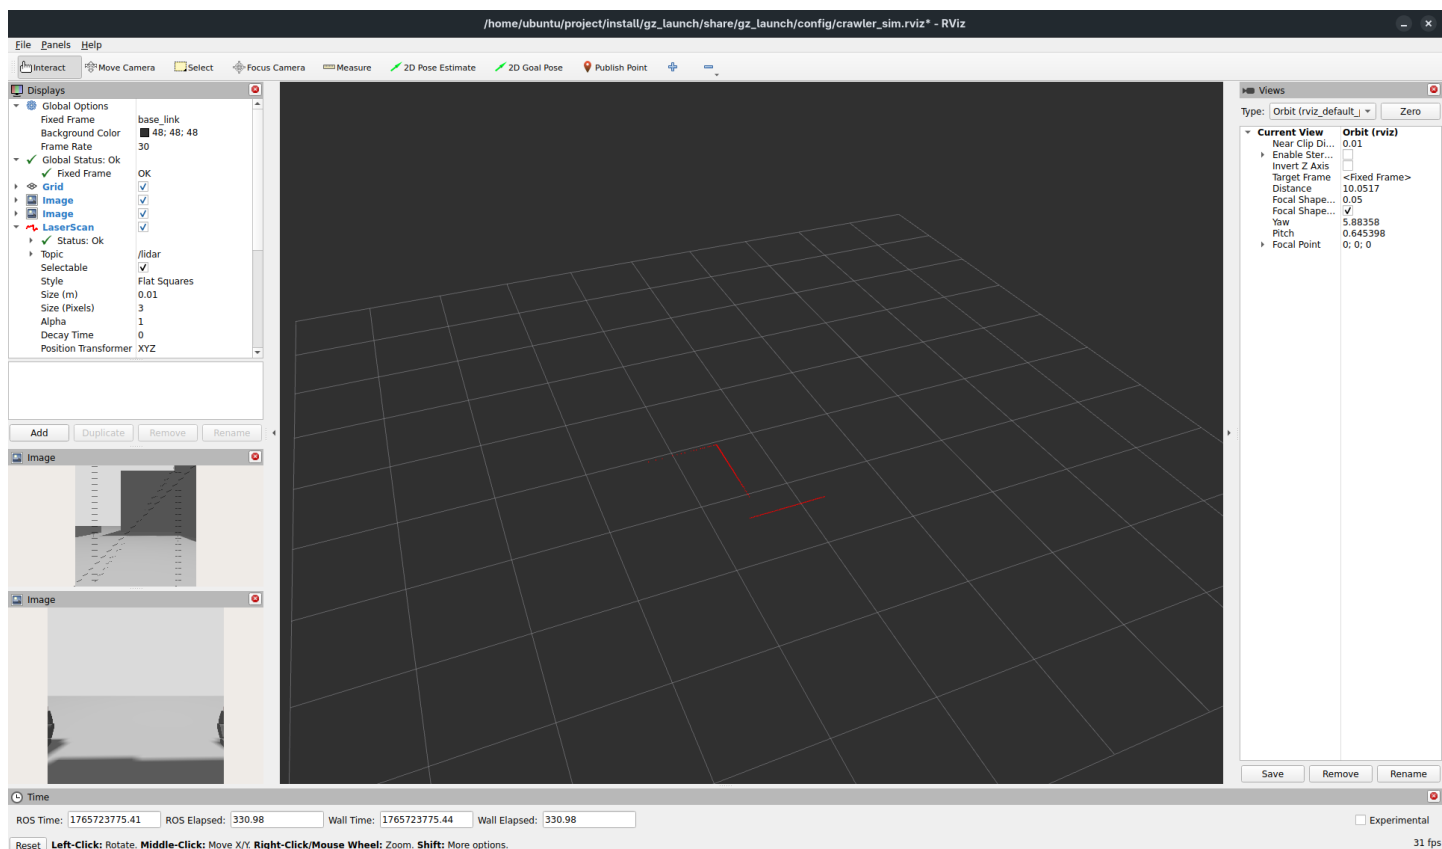 /home/ubuntu/project/install/gz_launch/share/gz_launch/config/crawler_sim.rviz* - RViz
File Panels Help
Interact Move Camera Select Focus Camera Measure 2D Pose Estimate 2D Goal Pose Publish Point
Displays
Global Options
Fixed Frame base_link
Background Color 48; 48; 48
Frame Rate 30
Global Status: Ok
Fixed Frame OK
Grid
Image
Image
LaserScan
Status: Ok
Topic /lidar
Selectable
Style Flat Squares
Size (m) 0.01
Size (Pixels) 3
Alpha 1
Decay Time 0
Position Transformer XYZ
Add Duplicate Remove Rename
Image
Image
Views
Type: Orbit (rviz_default_ Zero
Current View Orbit (rviz)
Near Clip Di... 0.01
Enable Ster...
Invert Z Axis
Target Frame <Fixed Frame>
Distance 10.0517
Focal Shape... 0.05
Focal Shape...
Yaw 5.88358
Pitch 0.645398
Focal Point 0; 0; 0
Save Remove Rename
Time
ROS Time: 1765723775.41 ROS Elapsed: 330.98 Wall Time: 1765723775.44 Wall Elapsed: 330.98 Experimental
Reset Left-Click: Rotate. Middle-Click: Move X/Y. Right-Click/Mouse Wheel: Zoom. Shift: More options. 31 fps